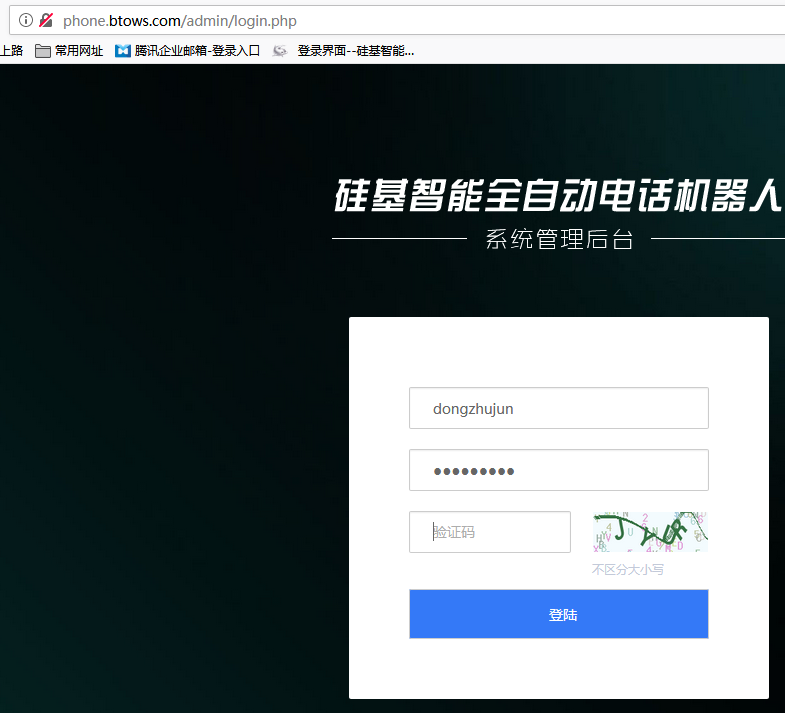 phone.btows.com/admin/login.php
上路 常用网址 腾讯企业邮箱-登录入口 登录界面--硅基智能...
硅基智能全自动电话机器人
系统管理后台
dongzhujun
●●●●●●●●●
验证码
不区分大小写
登陆